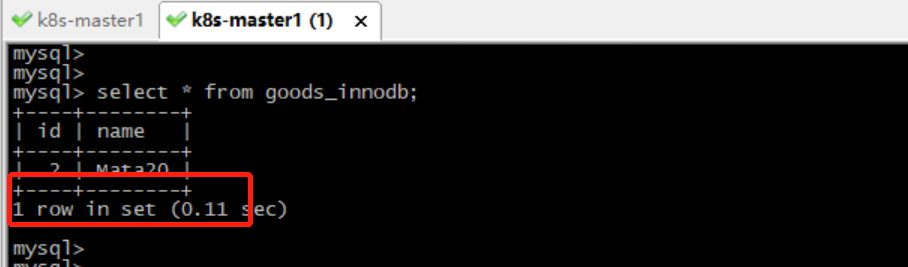 k8s-master1 k8s-master1 (1) ×
mysql>
mysql>
mysql> select * from goods_innodb;
+----+--------+
| id | name   |
+----+--------+
|  2 | Mata20 |
+----+--------+
1 row in set (0.11 sec)
mysql>
mysql>